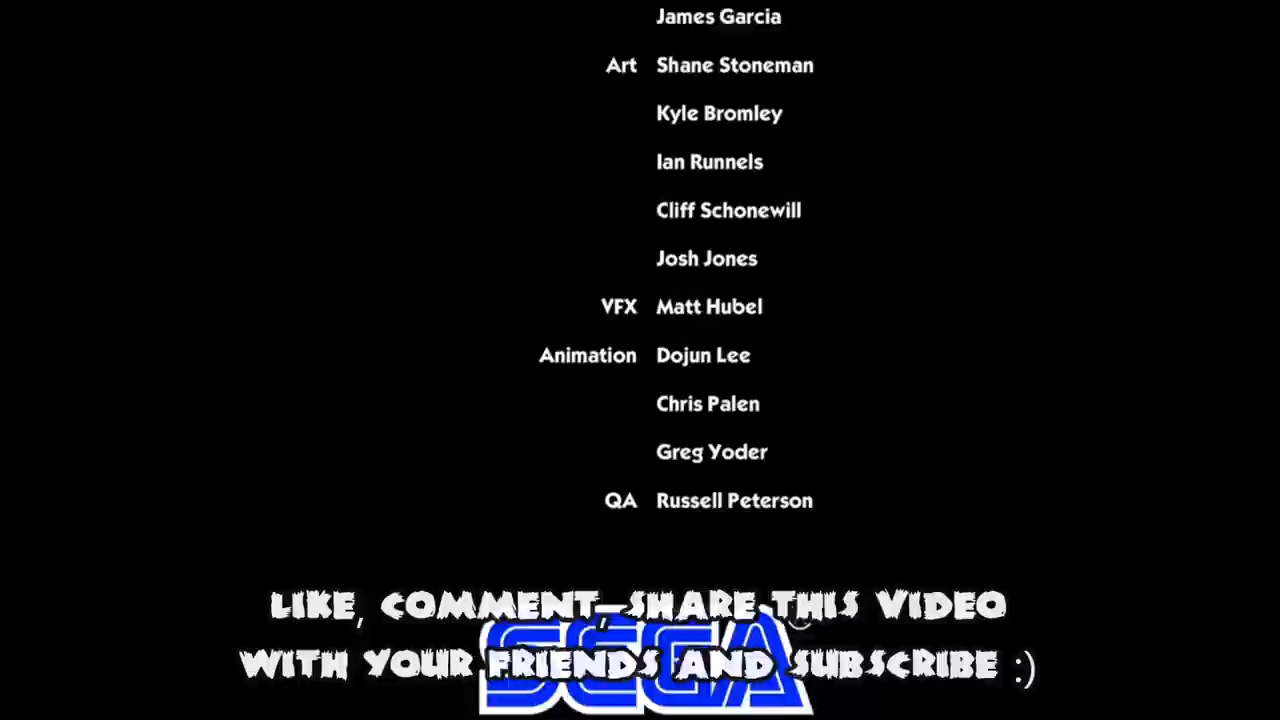 James Garcia
Art Shane Stoneman
Kyle Bromley
Ian Runnels
Cliff Schonewill
Josh Jones
VFX Matt Hubel
Animation Dojun Lee
Chris Palen
Greg Yoder
QA Russell Peterson
LIKE, COMMENT, SHARE THIS VIDEO
WITH YOUR FRIENDS AND SUBSCRIBE :)
SEGA